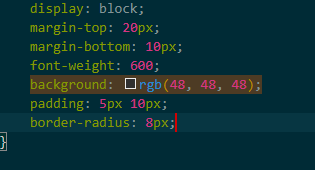 display: block;
margin-top: 20px;
margin-bottom: 10px;
font-weight: 600;
background: rgb(48, 48, 48);
padding: 5px 10px;
border-radius: 8px;
}